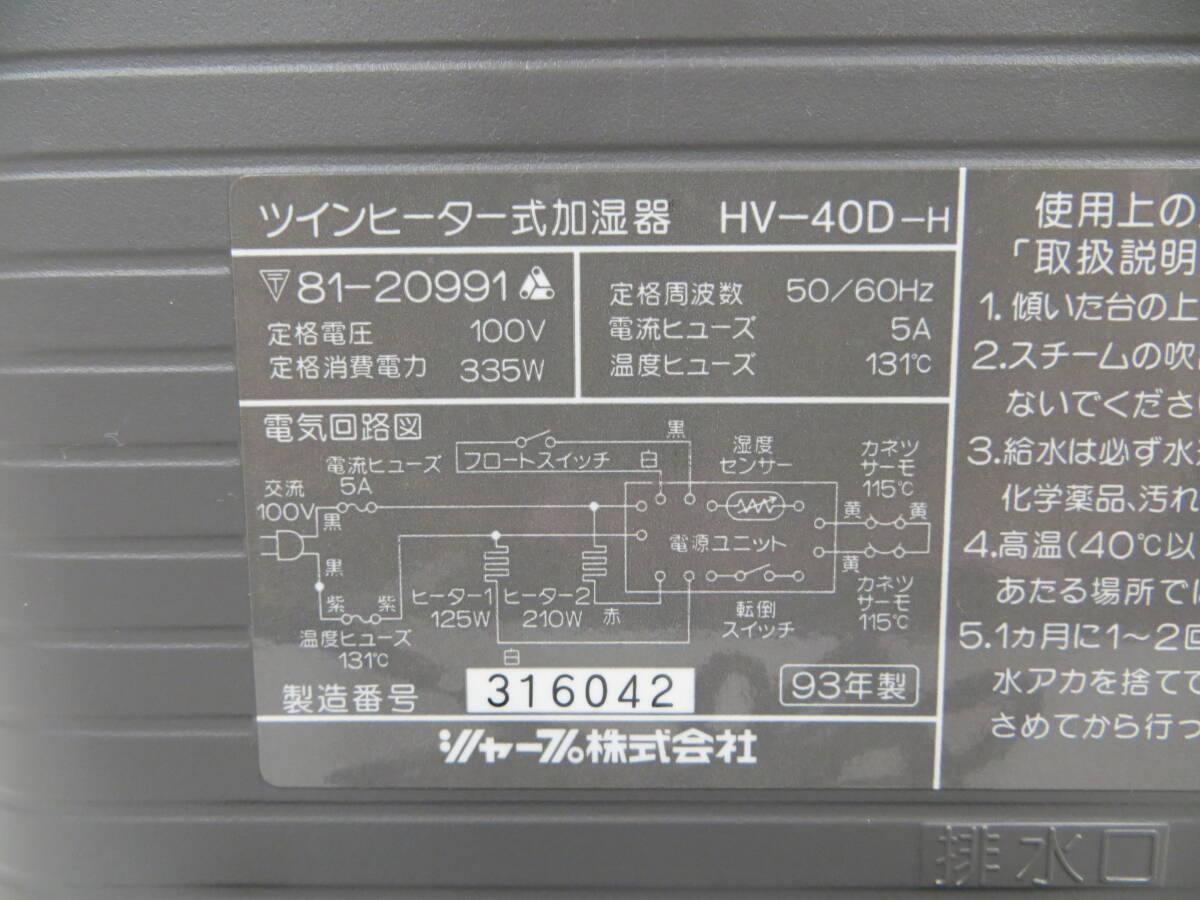 ツインヒーター式加湿器 HV-40D-H
〒81-20991
定格電圧 100V
定格消費電力 335W
定格周波数 50/60Hz
電流ヒューズ 5A
温度ヒューズ 131℃
電気回路図
交流
100V
電流ヒューズ
5A
黒
黒
紫 紫
温度ヒューズ
131℃
フロートスイッチ
黒
白
湿度
センサー
カネツ
サーモ
115℃
黄 黄
電源ユニット
黄
カネツ
サーモ
115℃
ヒーター1
125W
ヒーター2
210W
赤
白
転倒
スイッチ
製造番号 316042
93年製
シャープ株式会社
使用上の
「取扱説明
1.傾いた台の上
2.スチームの吹
ないでくださ
3.給水は必ず水
化学薬品、汚れ
4.高温(40℃以
あたる場所で
5.1ヵ月に1～2回
水アカを捨てて
さめてから行っ
排水口